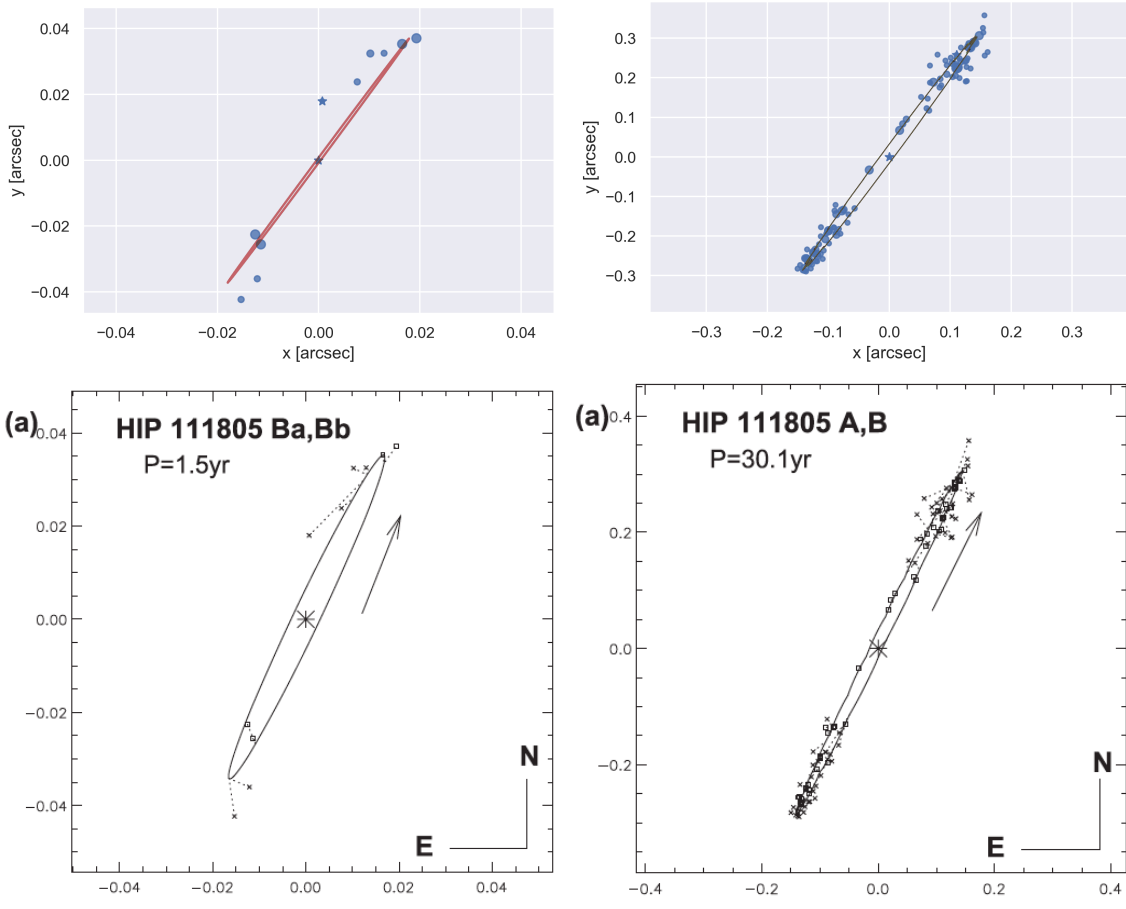 0.04
0.02
0.00
−0.02
−0.04
y [arcsec]
−0.04 −0.02 0.00 0.02 0.04
x [arcsec]
0.3
0.2
0.1
0.0
−0.1
−0.2
−0.3
y [arcsec]
−0.3 −0.2 −0.1 0.0 0.1 0.2 0.3
x [arcsec]
(a)
HIP 111805 Ba,Bb
P=1.5yr
0.04
0.02
0.00
−0.02
−0.04
N
E
−0.04 −0.02 0.00 0.02 0.04
(a)
HIP 111805 A,B
P=30.1yr
0.4
0.2
0.0
−0.2
N
E
−0.4 −0.2 0.0 0.2 0.4